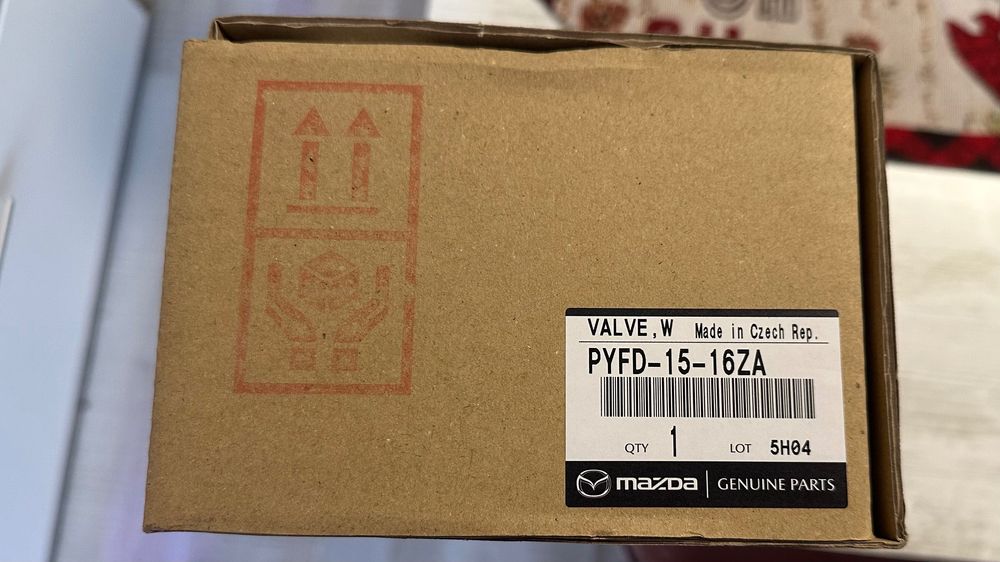 VALVE,W Made in Czech Rep.
PYFD-15-16ZA
QTY 1 LOT 5H04
mazda GENUINE PARTS